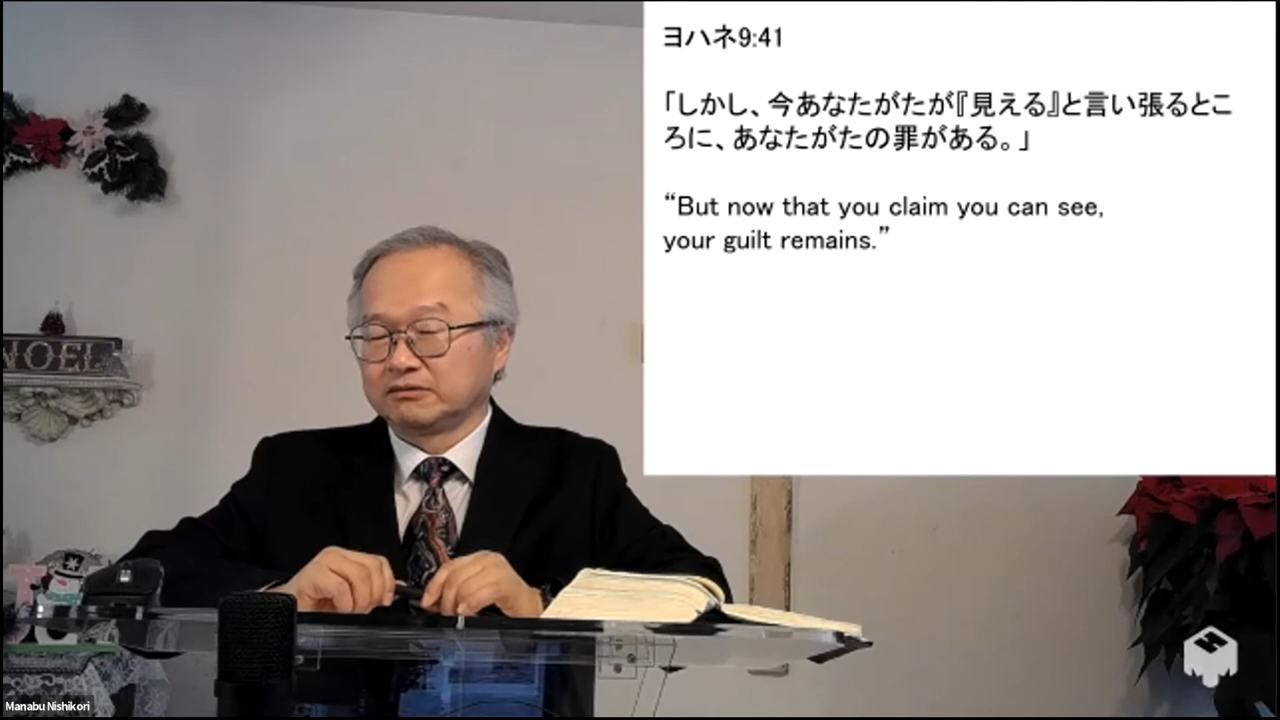 ヨハネ9:41
「しかし、今あなたがたが『見える』と言い張るとこ
ろに、あなたがたの罪がある。」
“But now that you claim you can see,
your guilt remains.”
NOEL
Manabu Nishikori